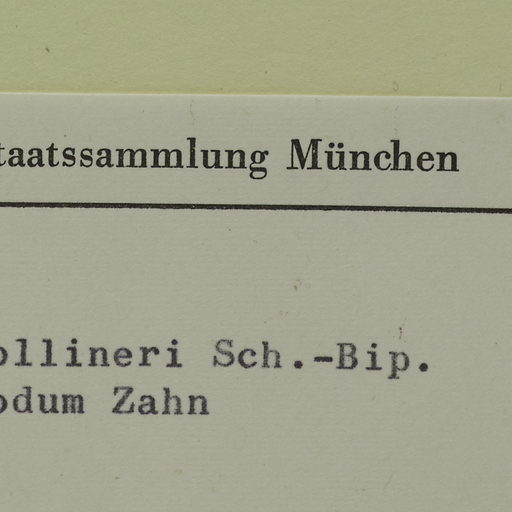 taatssammlung München
ollineri Sch.-Bip.
odum Zahn